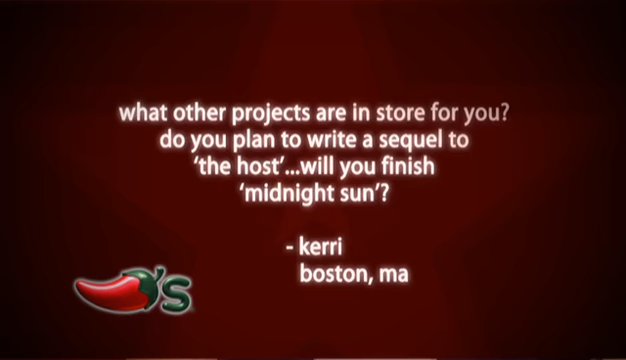 what other projects are in store for you?
do you plan to write a sequel to
'the host'...will you finish
'midnight sun'?
- kerri
boston, ma
's